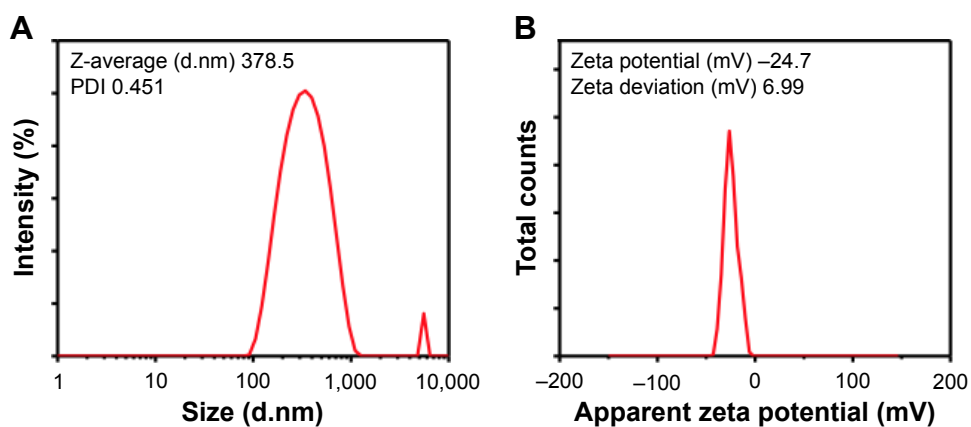 A
Z-average (d.nm) 378.5
PDI 0.451
Intensity (%)
1 10 100 1,000 10,000
Size (d.nm)
B
Zeta potential (mV) –24.7
Zeta deviation (mV) 6.99
Total counts
–200 –100 0 100 200
Apparent zeta potential (mV)